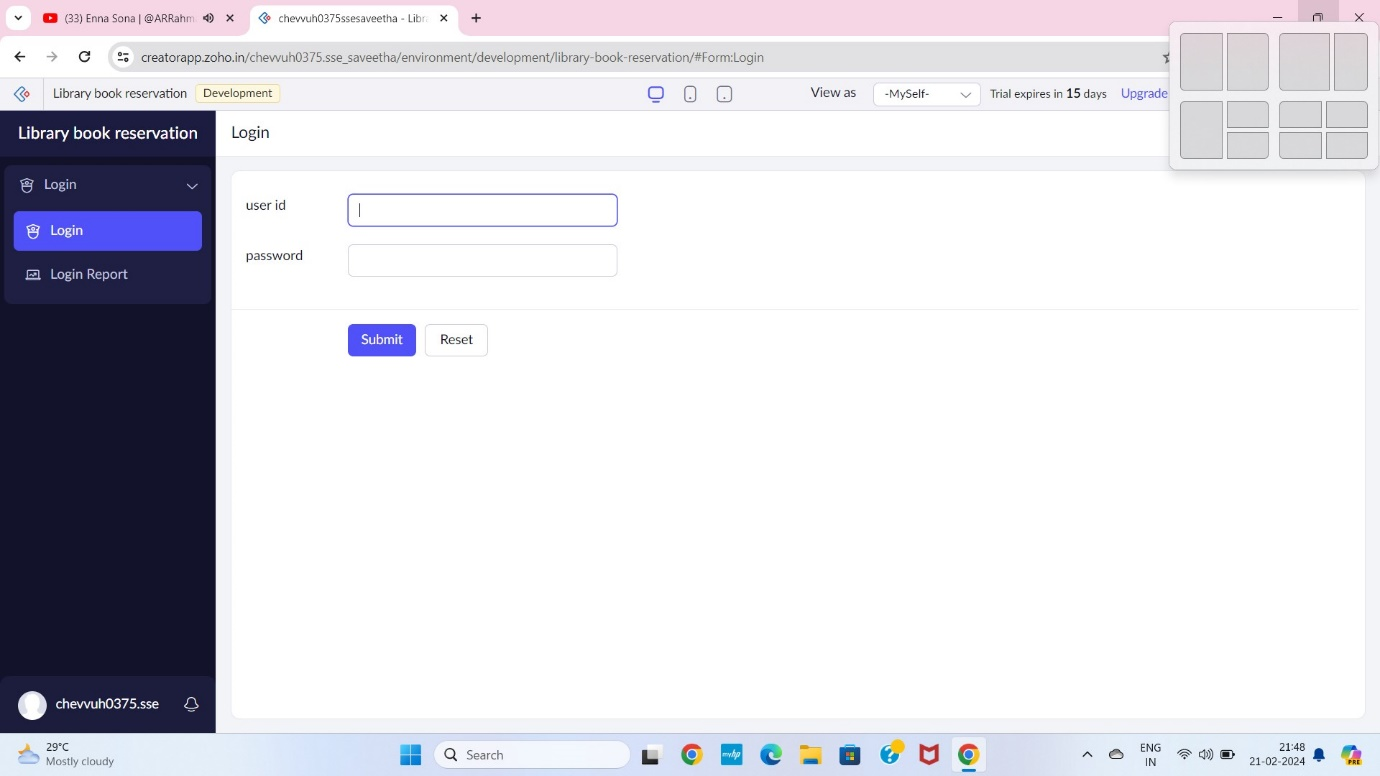 (33) Enna Sona | @ARRahm
chevvuh0375ssesaveetha - Libr
creatorapp.zoho.in/chevvuh0375.sse_saveetha/environment/development/library-book-reservation/#Form:Login
Library book reservation Development View as -MySelf- Trial expires in 15 days Upgrade
Library book reservation
Login
Login
Login
Login Report
user id
password
Submit Reset
chevvuh0375.sse
29°C
Mostly cloudy
Search
myhp
PRE
ENG
IN
21:48
21-02-2024